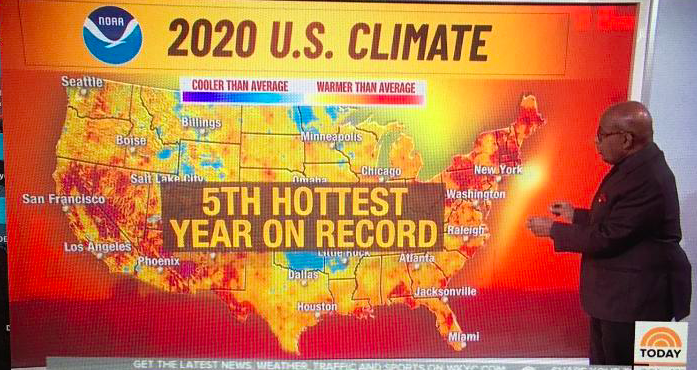 NOAA
2020 U.S. CLIMATE
COOLER THAN AVERAGE WARMER THAN AVERAGE
Seattle
Billings
Minneapolis
Boise
Chicago
New York
Salt Lake City
Omaha
San Francisco
Washington
5TH HOTTEST
YEAR ON RECORD
Raleigh
Los Angeles
Little Rock
Atlanta
Phoenix
Dallas
Jacksonville
Houston
Miami
TODAY
GET THE LATEST NEWS, WEATHER, TRAFFIC AND SPORTS ON WKYC.COM